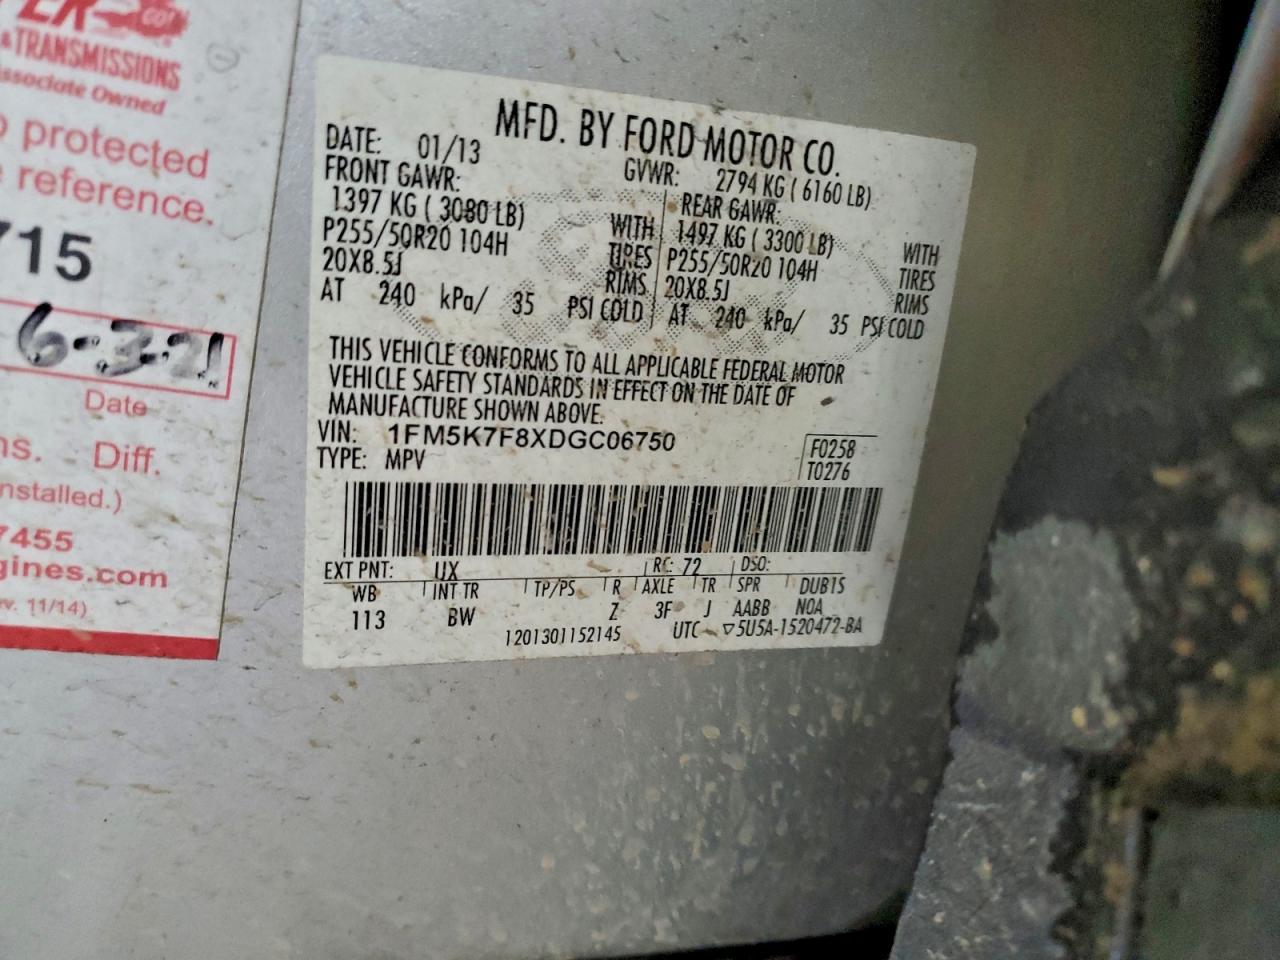 CO!
& TRANSMISSIONS
Associate Owned
protected
reference.
715
6-3-21
Date
Diff.
nstalled.)
7455
gines.com
v. 11/14)
MFD. BY FORD MOTOR CO.
DATE: 01/13 GVWR: 2794 KG ( 6160 LB)
FRONT GAWR: REAR GAWR:
1397 KG ( 3080 LB) WITH 1497 KG ( 3300 LB) WITH
P255/50R20 104H TIRES P255/50R20 104H TIRES
20X8.5J RIMS 20X8.5J RIMS
AT 240 kPa/ 35 PSI COLD AT 240 kPa/ 35 PSI COLD
THIS VEHICLE CONFORMS TO ALL APPLICABLE FEDERAL MOTOR
VEHICLE SAFETY STANDARDS IN EFFECT ON THE DATE OF
MANUFACTURE SHOWN ABOVE.
VIN: 1FM5K7F8XDGC06750 F0258
TYPE: MPV T0276
EXT PNT: UX RC: 72 DSO:
WB INT TR TP/PS R AXLE TR SPR DUB15
113 BW Z 3F J AABB NOA
1201301152145 UTC ▽5U5A-1520472-BA